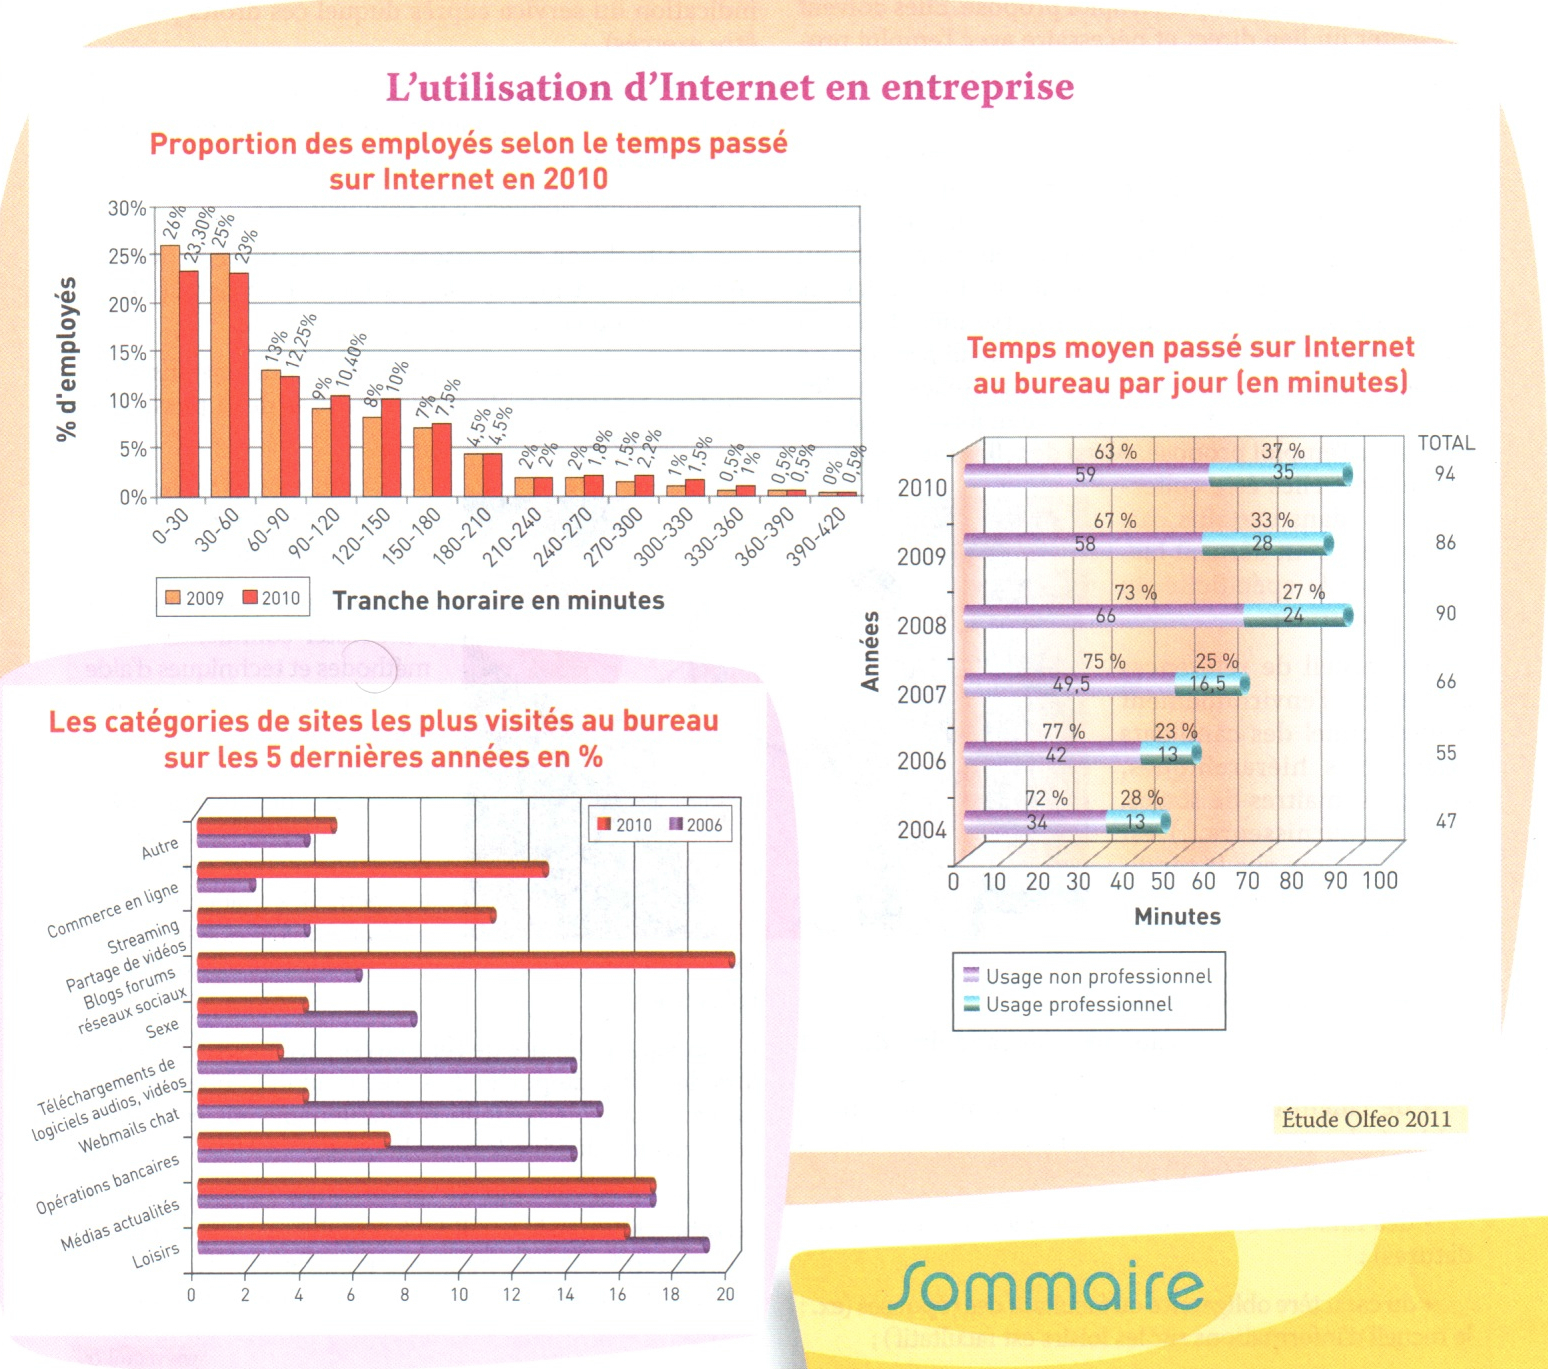 L'utilisation d'Internet en entreprise
Proportion des employés selon le temps passé
sur Internet en 2010
30%
25%
20%
15%
10%
5%
0%
% d'employés
26%
23,30%
25%
23%
13%
12,25%
9%
10,40%
8%
10%
7%
7,5%
4,5%
4,5%
2%
2%
2%
1,8%
1,5%
2,2%
1%
1,5%
0,5%
1%
0,5%
0,5%
0%
0,5%
0-30
30-60
60-90
90-120
120-150
150-180
180-210
210-240
240-270
270-300
300-330
330-360
360-390
390-420
2009 2010
Tranche horaire en minutes
Temps moyen passé sur Internet
au bureau par jour (en minutes)
TOTAL
63 % 37 %
2010 59 35 94
67 % 33 %
2009 58 28 86
73 % 27 %
2008 66 24 90
75 % 25 %
2007 49,5 16,5 66
77 % 23 %
2006 42 13 55
72 % 28 %
2004 34 13 47
Années
0 10 20 30 40 50 60 70 80 90 100
Minutes
Usage non professionnel
Usage professionnel
Les catégories de sites les plus visités au bureau
sur les 5 dernières années en %
2010 2006
Autre
Commerce en ligne
Streaming
Partage de vidéos
Blogs forums
réseaux sociaux
Sexe
Téléchargements de
logiciels audios, vidéos
Webmails chat
Opérations bancaires
Médias actualités
Loisirs
0 2 4 6 8 10 12 14 16 18 20
Étude Olfeo 2011
Sommaire